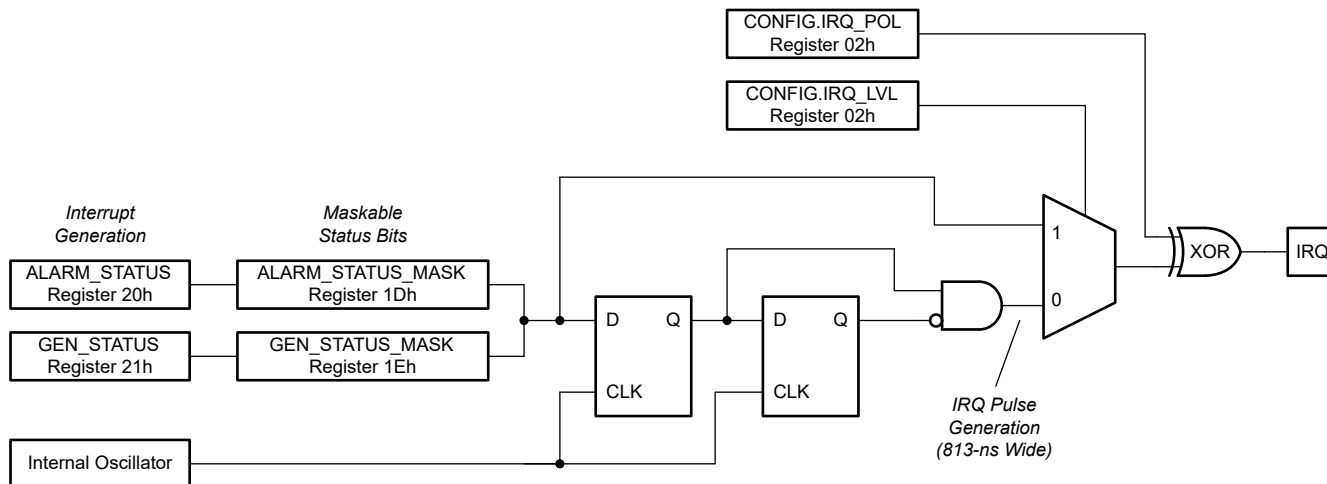 CONFIG.IRQ_POL
Register 02h
CONFIG.IRQ_LVL
Register 02h
Interrupt
Generation
Maskable
Status Bits
ALARM_STATUS
Register 20h
ALARM_STATUS_MASK
Register 1Dh
GEN_STATUS
Register 21h
GEN_STATUS_MASK
Register 1Eh
Internal Oscillator
D
Q
CLK
D
Q
CLK
IRQ Pulse
Generation
(813-ns Wide)
1
0
XOR
IRQ